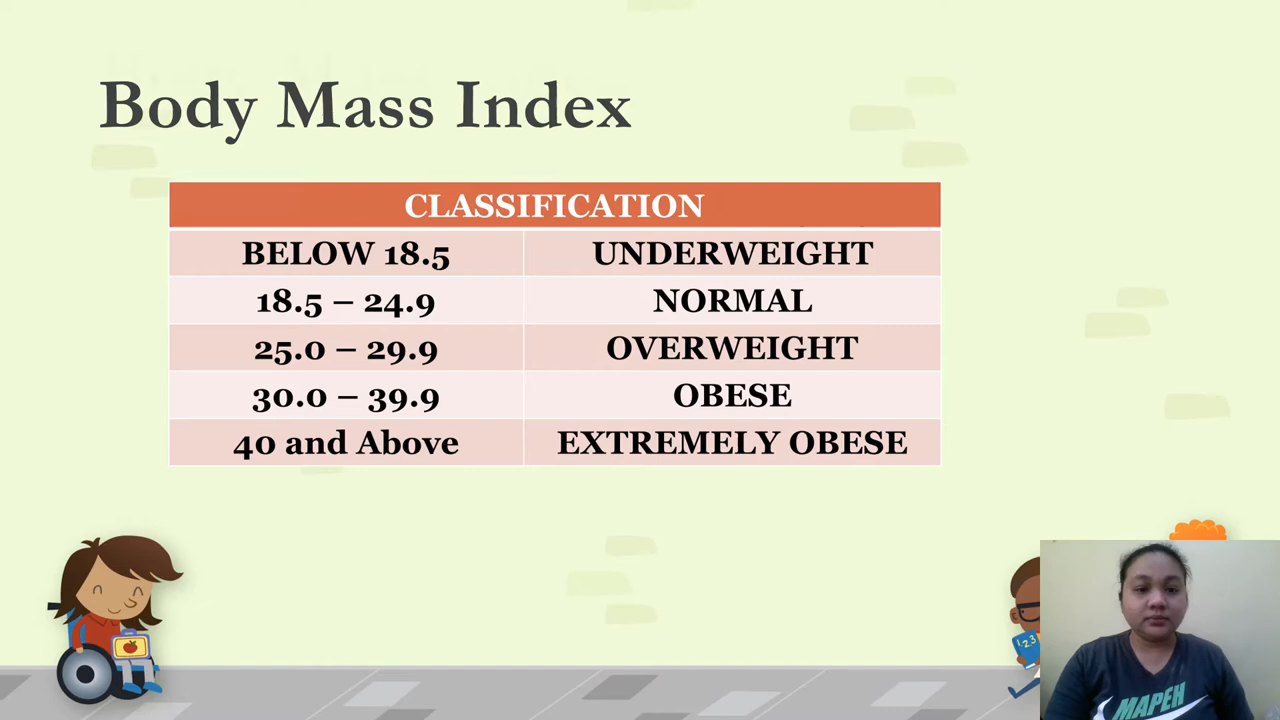 Body Mass Index
CLASSIFICATION
BELOW 18.5 UNDERWEIGHT
18.5 – 24.9 NORMAL
25.0 – 29.9 OVERWEIGHT
30.0 – 39.9 OBESE
40 and Above EXTREMELY OBESE
123
MAPEH